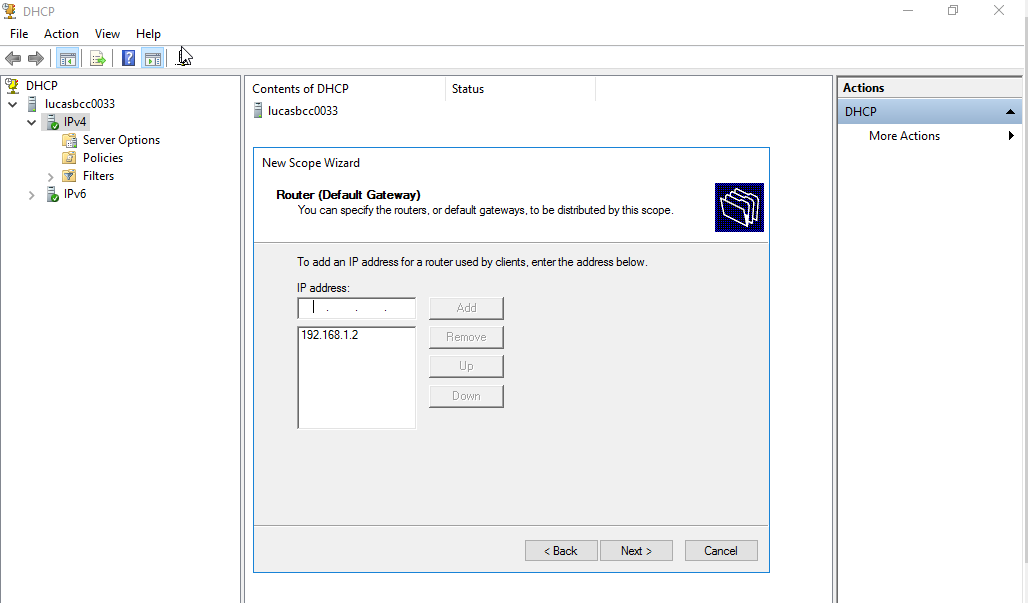 DHCP
File Action View Help
DHCP
lucasbcc0033
IPv4
Server Options
Policies
Filters
IPv6
Contents of DHCP Status
lucasbcc0033
New Scope Wizard
Router (Default Gateway)
You can specify the routers, or default gateways, to be distributed by this scope.
To add an IP address for a router used by clients, enter the address below.
IP address:
. . .
Add
192.168.1.2
Remove
Up
Down
< Back Next > Cancel
Actions
DHCP
More Actions